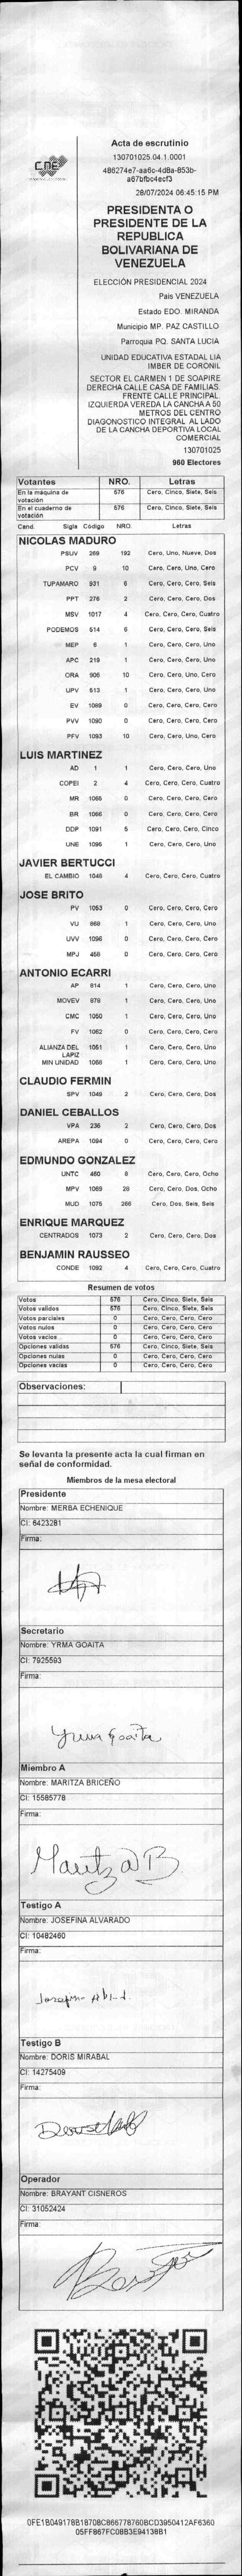 CNE
Acta de escrutinio
130701025.04.1.0001
486274e7-aa6c-4d8a-853b-
a67bfbc4ecf3
28/07/2024 06:45:15 PM
PRESIDENTA O
PRESIDENTE DE LA
REPUBLICA
BOLIVARIANA DE
VENEZUELA
ELECCIÓN PRESIDENCIAL 2024
Pais VENEZUELA
Estado EDO. MIRANDA
Municipio MP. PAZ CASTILLO
Parroquia PQ. SANTA LUCIA
UNIDAD EDUCATIVA ESTADAL LIA
IMBER DE CORONIL
SECTOR EL CARMEN 1 DE SOAPIRE
DERECHA CALLE CASA DE FAMILIAS.
FRENTE CALLE PRINCIPAL.
IZQUIERDA VEREDA LA CANCHA A 50
METROS DEL CENTRO
DIAGONOSTICO INTEGRAL AL LADO
DE LA CANCHA DEPORTIVA LOCAL
COMERCIAL
130701025
960 Electores
Votantes NRO. Letras
En la máquina de votación 576 Cero, Cinco, Siete, Seis
En el cuaderno de votación 576 Cero, Cinco, Siete, Seis
Cand. Sigla Código NRO. Letras
NICOLAS MADURO
PSUV 269 192 Cero, Uno, Nueve, Dos
PCV 9 10 Cero, Cero, Uno, Cero
TUPAMARO 931 6 Cero, Cero, Cero, Seis
PPT 276 2 Cero, Cero, Cero, Dos
MSV 1017 4 Cero, Cero, Cero, Cuatro
PODEMOS 514 6 Cero, Cero, Cero, Seis
MEP 6 1 Cero, Cero, Cero, Uno
APC 219 1 Cero, Cero, Cero, Uno
ORA 906 10 Cero, Cero, Uno, Cero
UPV 513 1 Cero, Cero, Cero, Uno
EV 1089 0 Cero, Cero, Cero, Cero
PVV 1090 0 Cero, Cero, Cero, Cero
PFV 1093 10 Cero, Cero, Uno, Cero
LUIS MARTINEZ
AD 1 1 Cero, Cero, Cero, Uno
COPEI 2 4 Cero, Cero, Cero, Cuatro
MR 1065 0 Cero, Cero, Cero, Cero
BR 1066 0 Cero, Cero, Cero, Cero
DDP 1091 5 Cero, Cero, Cero, Cinco
UNE 1095 1 Cero, Cero, Cero, Uno
JAVIER BERTUCCI
EL CAMBIO 1046 4 Cero, Cero, Cero, Cuatro
JOSE BRITO
PV 1053 0 Cero, Cero, Cero, Cero
VU 868 1 Cero, Cero, Cero, Uno
UVV 1096 0 Cero, Cero, Cero, Cero
MPJ 458 0 Cero, Cero, Cero, Cero
ANTONIO ECARRI
AP 814 1 Cero, Cero, Cero, Uno
MOVEV 879 1 Cero, Cero, Cero, Uno
CMC 1050 1 Cero, Cero, Cero, Uno
FV 1062 0 Cero, Cero, Cero, Cero
ALIANZA DEL LAPIZ 1051 1 Cero, Cero, Cero, Uno
MIN UNIDAD 1068 1 Cero, Cero, Cero, Uno
CLAUDIO FERMIN
SPV 1049 2 Cero, Cero, Cero, Dos
DANIEL CEBALLOS
VPA 236 2 Cero, Cero, Cero, Dos
AREPA 1094 0 Cero, Cero, Cero, Cero
EDMUNDO GONZALEZ
UNTC 460 8 Cero, Cero, Cero, Ocho
MPV 1069 28 Cero, Cero, Dos, Ocho
MUD 1075 266 Cero, Dos, Seis, Seis
ENRIQUE MARQUEZ
CENTRADOS 1073 2 Cero, Cero, Cero, Dos
BENJAMIN RAUSSEO
CONDE 1092 4 Cero, Cero, Cero, Cuatro
Resumen de votos
Votos 576 Cero, Cinco, Siete, Seis
Votos validos 576 Cero, Cinco, Siete, Seis
Votos parciales 0 Cero, Cero, Cero, Cero
Votos nulos 0 Cero, Cero, Cero, Cero
Votos vacios 0 Cero, Cero, Cero, Cero
Opciones validas 576 Cero, Cinco, Siete, Seis
Opciones nulas 0 Cero, Cero, Cero, Cero
Opciones vacias 0 Cero, Cero, Cero, Cero
Observaciones:
Se levanta la presente acta la cual firman en
señal de conformidad.
Miembros de la mesa electoral
Presidente
Nombre: MERBA ECHENIQUE
CI: 6423281
Firma:
Secretario
Nombre: YRMA GOAITA
CI: 7925593
Firma:
Yrma Goaita
Miembro A
Nombre: MARITZA BRICEÑO
CI: 15585778
Firma:
Maritza B
Testigo A
Nombre: JOSEFINA ALVARADO
CI: 10482460
Firma:
Testigo B
Nombre: DORIS MIRABAL
CI: 14275409
Firma:
Operador
Nombre: BRAYANT CISNEROS
CI: 31052424
Firma:
0FE1B04917BB1B70BC866778760BCD3950412AF6360
05FF867FC08B3E94138B1